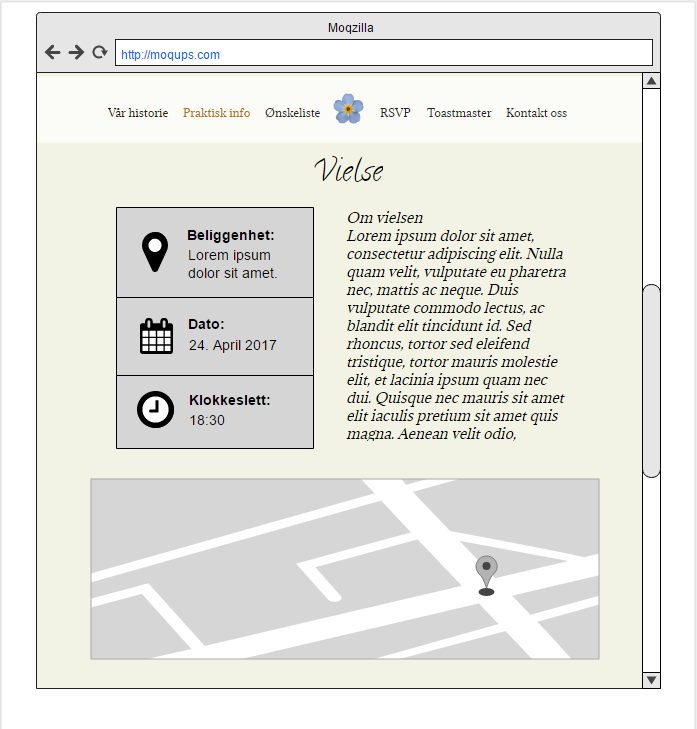 Moqzilla
http://moqups.com
Vår historie Praktisk info Ønskeliste RSVP Toastmaster Kontakt oss
Vielse
Beliggenhet:
Lorem ipsum
dolor sit amet.
Dato:
24. April 2017
Klokkeslett:
18:30
Om vielsen
Lorem ipsum dolor sit amet,
consectetur adipiscing elit. Nulla
quam velit, vulputate eu pharetra
nec, mattis ac neque. Duis
vulputate commodo lectus, ac
blandit elit tincidunt id. Sed
rhoncus, tortor sed eleifend
tristique, tortor mauris molestie
elit, et lacinia ipsum quam nec
dui. Quisque nec mauris sit amet
elit iaculis pretium sit amet quis
magna. Aenean velit odio,